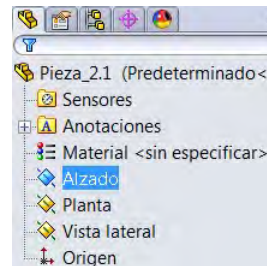 Pieza_2.1 (Predeterminado<
Sensores
Anotaciones
Material <sin especificar>
Alzado
Planta
Vista lateral
Origen